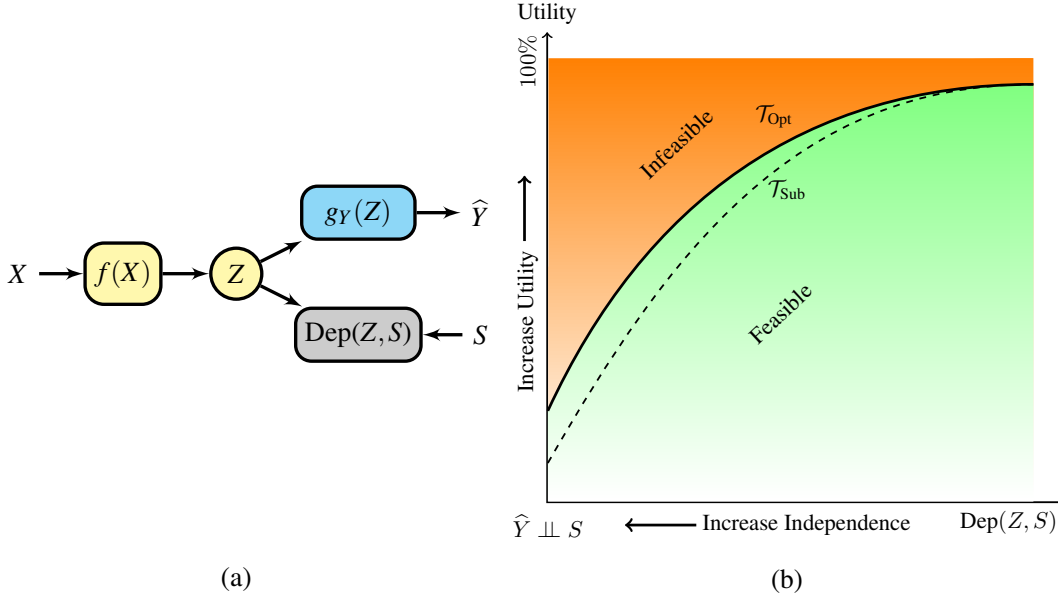 X
f(X)
Z
g_Y(Z)
Ŷ
Dep(Z, S)
S
(a)
Utility
100%
Increase Utility
Infeasible
𝒯_Opt
𝒯_Sub
Feasible
Ŷ ⫫ S
Increase Independence
Dep(Z, S)
(b)